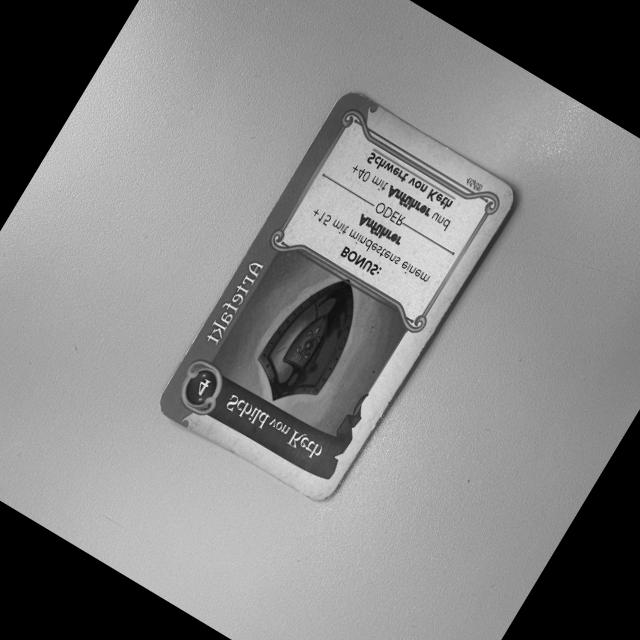 4
Schild von Keth
Artefakt
BONUS:
+15 mit mindestens einem
Anführer
ODER
+40 mit Anführer und
Schwert von Keth